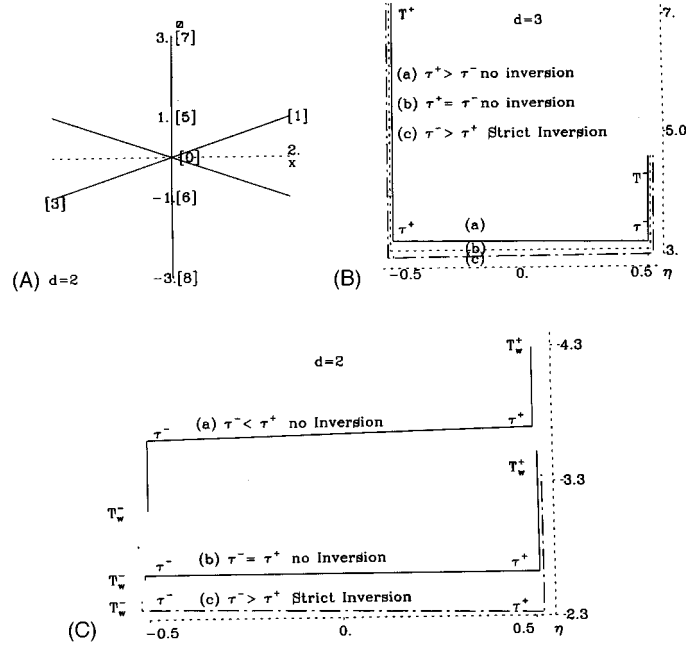 ø
3. [7]
1. [5]
[1]
[0]
2.
x
-1. [6]
[3]
-3. [8]
(A) d=2
T+ d=3 7.
(a) τ+> τ- no inversion
(b) τ+= τ- no inversion
(c) τ-> τ+ Strict Inversion
5.0
T-
τ+ (a) τ-
(b)
(c)
3.
(B) -0.5 0. 0.5 η
T+w -4.3
d=2
τ- (a) τ-< τ+ no Inversion τ+
T+w
-3.3
T-w
τ- (b) τ-= τ+ no Inversion τ+
T-w
T-w τ- (c) τ-> τ+ Strict Inversion τ+
-2.3
(C) -0.5 0. 0.5 η